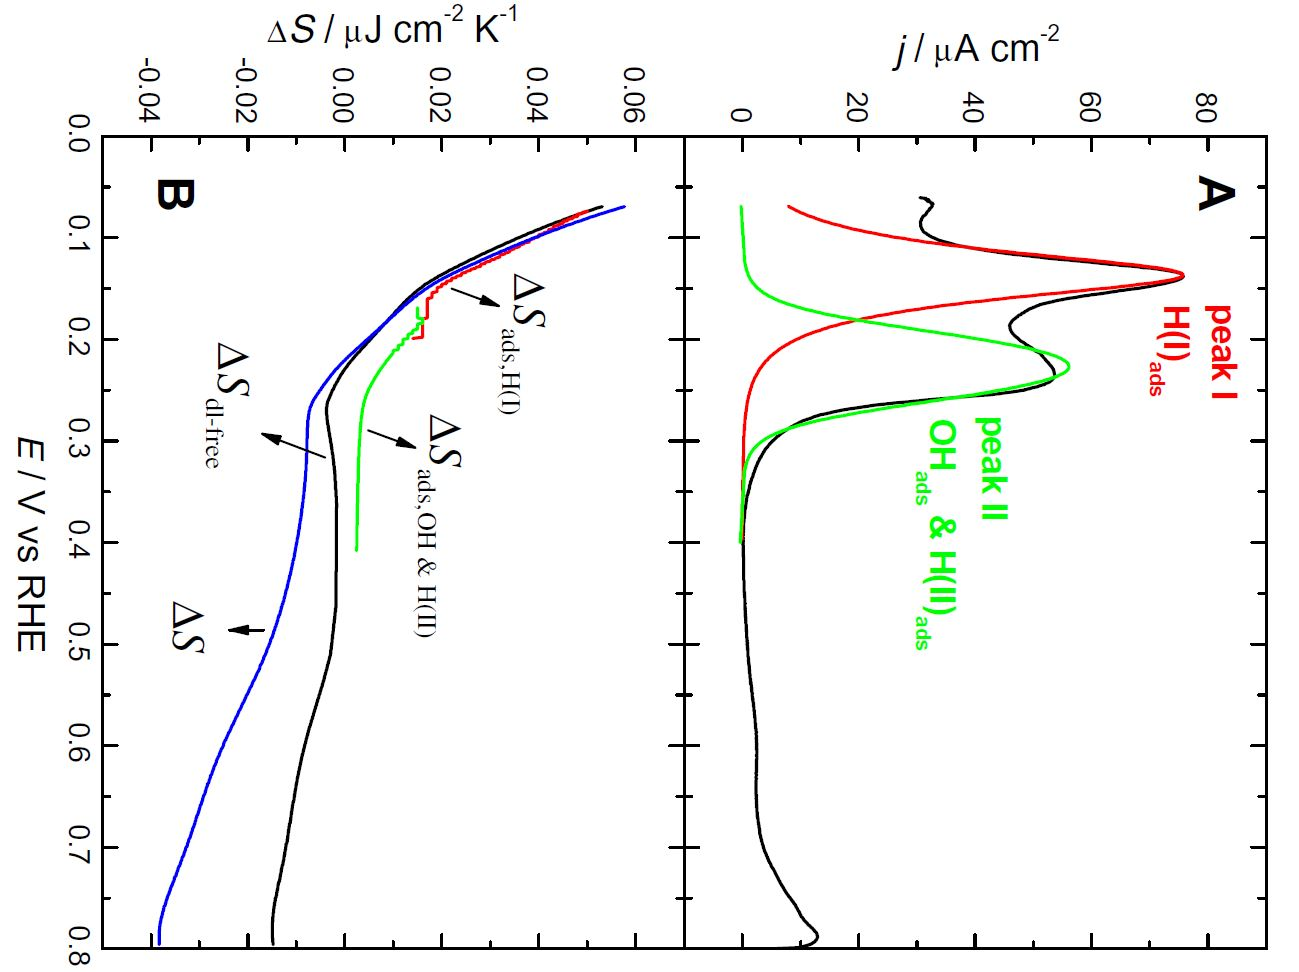 A
j / μA cm-2
80
60
40
20
0
peak I
H(I)ads
peak II
OHads & H(II)ads
B
ΔS / μJ cm-2 K-1
0.06
0.04
0.02
0.00
-0.02
-0.04
ΔSads,H(I)
ΔSads,OH & H(II)
ΔSdl-free
ΔS
0.0 0.1 0.2 0.3 0.4 0.5 0.6 0.7 0.8
E / V vs RHE